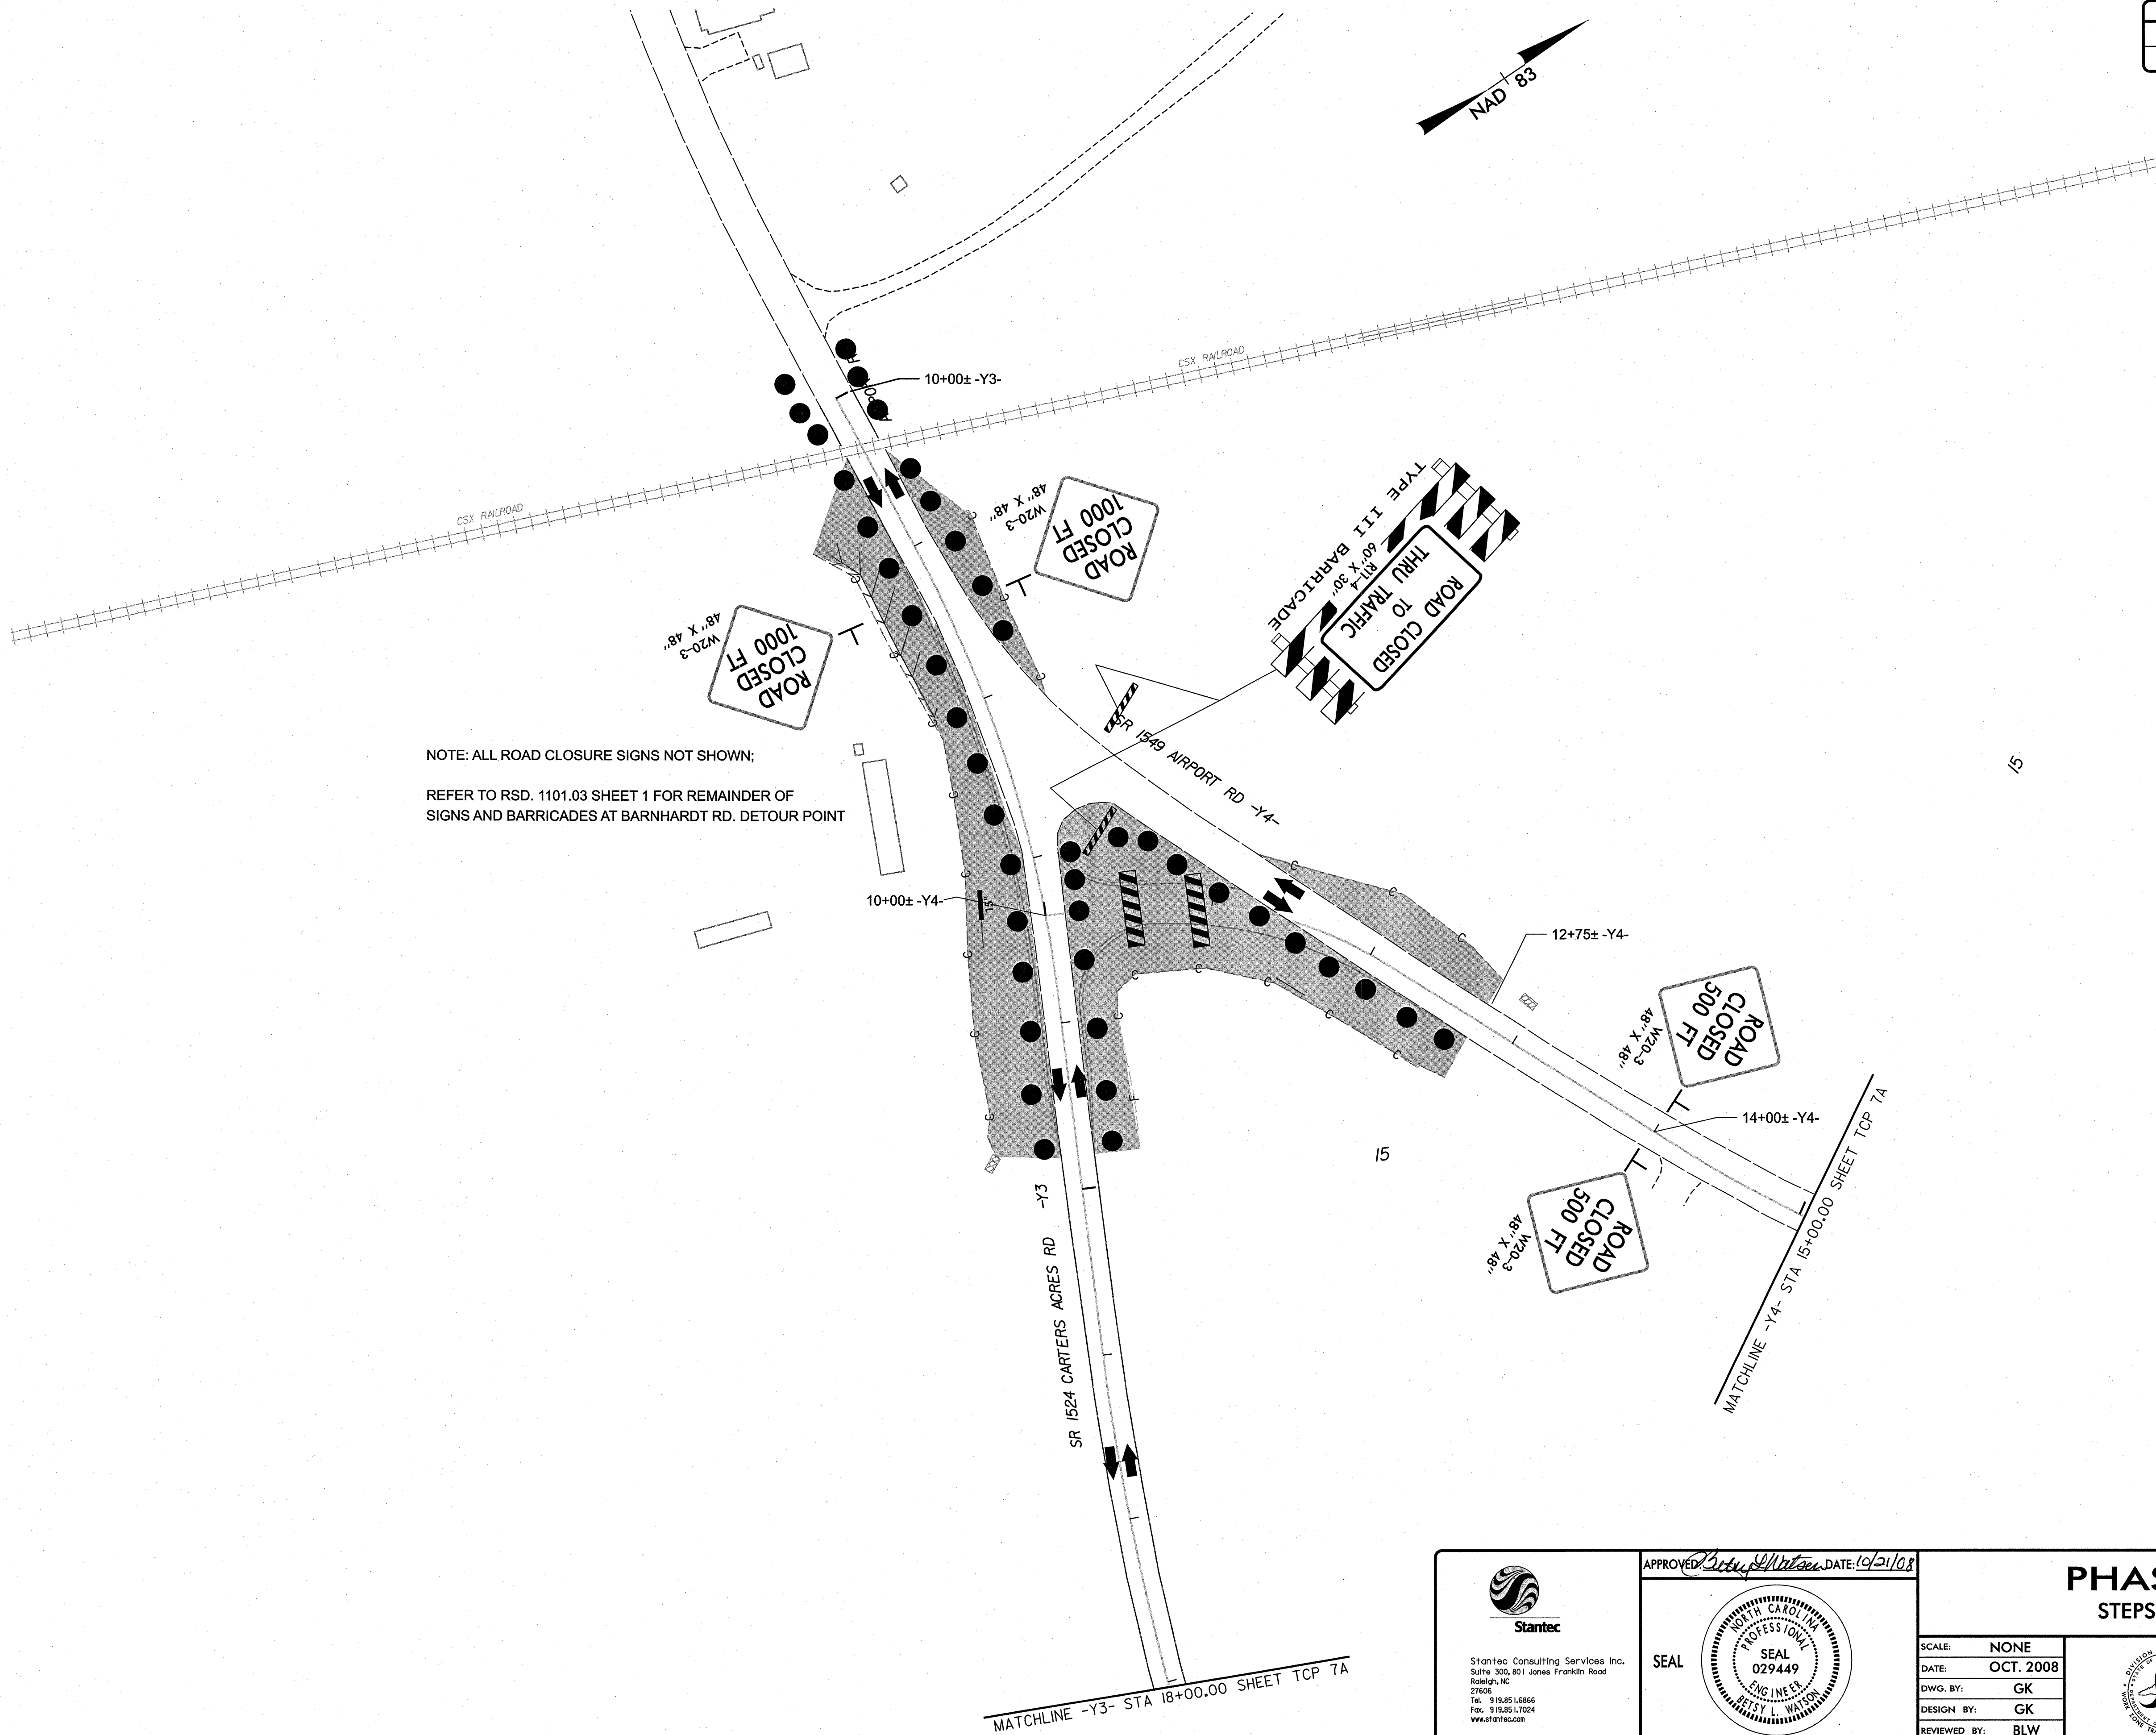 NAD 83
10+00± -Y3-
CSX RAILROAD
CSX RAILROAD
W20-3
48" X 48"
ROAD
CLOSED
1000 FT
W20-3
48" X 48"
ROAD
CLOSED
1000 FT
TYPE III BARRICADE
R11-4
60" X 30"
ROAD CLOSED
TO
THRU TRAFFIC
NOTE: ALL ROAD CLOSURE SIGNS NOT SHOWN;
REFER TO RSD. 1101.03 SHEET 1 FOR REMAINDER OF
SIGNS AND BARRICADES AT BARNHARDT RD. DETOUR POINT
SR 1549 AIRPORT RD -Y4-
15
10+00± -Y4-
15"
12+75± -Y4-
W20-3
48" X 48"
ROAD
CLOSED
500 FT
14+00± -Y4-
W20-3
48" X 48"
ROAD
CLOSED
500 FT
15
SR 1524 CARTERS ACRES RD -Y3
MATCHLINE -Y4- STA 15+00.00 SHEET TCP 7A
MATCHLINE -Y3- STA 18+00.00 SHEET TCP 7A
Stantec
Stantec Consulting Services Inc.
Suite 300, 801 Jones Franklin Road
Raleigh, NC
27606
Tel. 919.851.6866
Fax. 919.851.7024
www.stantec.com
APPROVED: Betsy L Watson DATE: 10/21/08
SEAL
NORTH CAROLINA
PROFESSIONAL
SEAL
029449
ENGINEER
BETSY L. WATSON
STEPS
SCALE: NONE
DATE: OCT. 2008
DWG. BY: GK
DESIGN BY: GK
REVIEWED BY: BLW